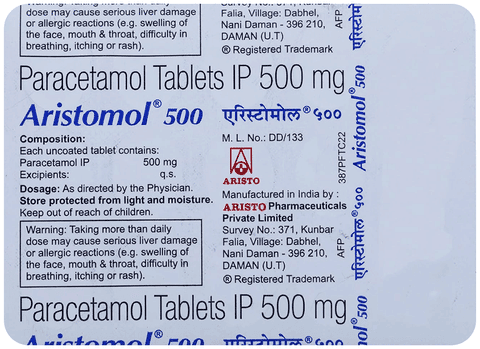 Warning: Taking more than daily
dose may cause serious liver damage
or allergic reactions (e.g. swelling of
the face, mouth & throat, difficulty in
breathing, itching or rash).
Survey No.: 371, Kunbar
Falia, Village: Dabhel,
Nani Daman - 396 210,
DAMAN (U.T)
® Registered Trademark
AFP
एरिस्टोमोल®
Paracetamol Tablets IP 500 mg
Aristomol® 500
एरिस्टोमोल® ५००
Composition:
Each uncoated tablet contains:
Paracetamol IP 500 mg
Excipients: q.s.
Dosage: As directed by the Physician.
Store protected from light and moisture.
Keep out of reach of children.
Warning: Taking more than daily
dose may cause serious liver damage
or allergic reactions (e.g. swelling of
the face, mouth & throat, difficulty in
breathing, itching or rash).
M. L. No.: DD/133
ARISTO
Manufactured in India by :
ARISTO Pharmaceuticals
Private Limited
Survey No.: 371, Kunbar
Falia, Village: Dabhel,
Nani Daman - 396 210,
DAMAN (U.T)
® Registered Trademark
387PFTC22
AFP
Aristomol® 500
एरिस्टोमोल® ५००
Paracetamol Tablets IP 500 mg
Aristomol® 500
एरिस्टोमोल® ५००
mol 500